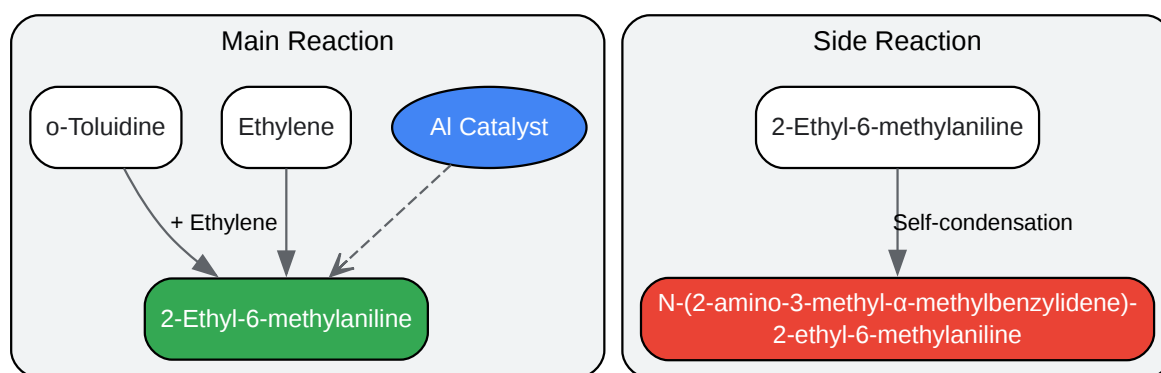 Main Reaction
o-Toluidine
Ethylene
Al Catalyst
+ Ethylene
2-Ethyl-6-methylaniline
Side Reaction
2-Ethyl-6-methylaniline
Self-condensation
N-(2-amino-3-methyl-α-methylbenzylidene)-
2-ethyl-6-methylaniline